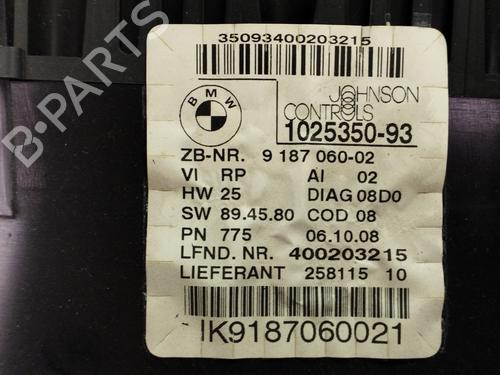 35093400203215
BMW
JOHNSON
CONTROLS
1025350-93
ZB-NR. 9 187 060-02
VI RP AI 02
HW 25 DIAG 08D0
SW 89.45.80 COD 08
PN 775 06.10.08
LFND. NR. 400203215
LIEFERANT 258115 10
IK9187060021
B-PARTS